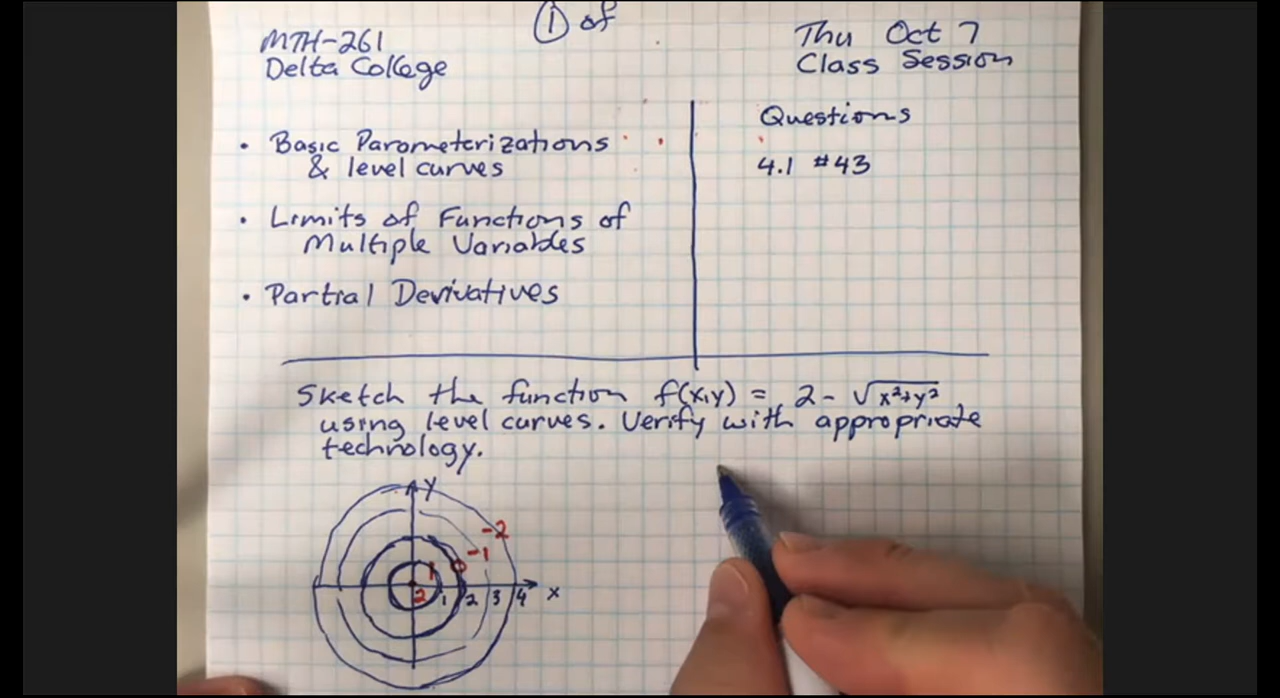 ① of
MTH-261
Delta College
Thu Oct 7
Class Session
• Basic Parameterizations
& level curves
• Limits of Functions of
Multiple Variables
• Partial Derivatives
Questions
4.1 #43
Sketch the function f(x,y) = 2 - √x²+y²
using level curves. Verify with appropriate
technology.
y
-2
-1
1 0
2 1 2 3 4 x